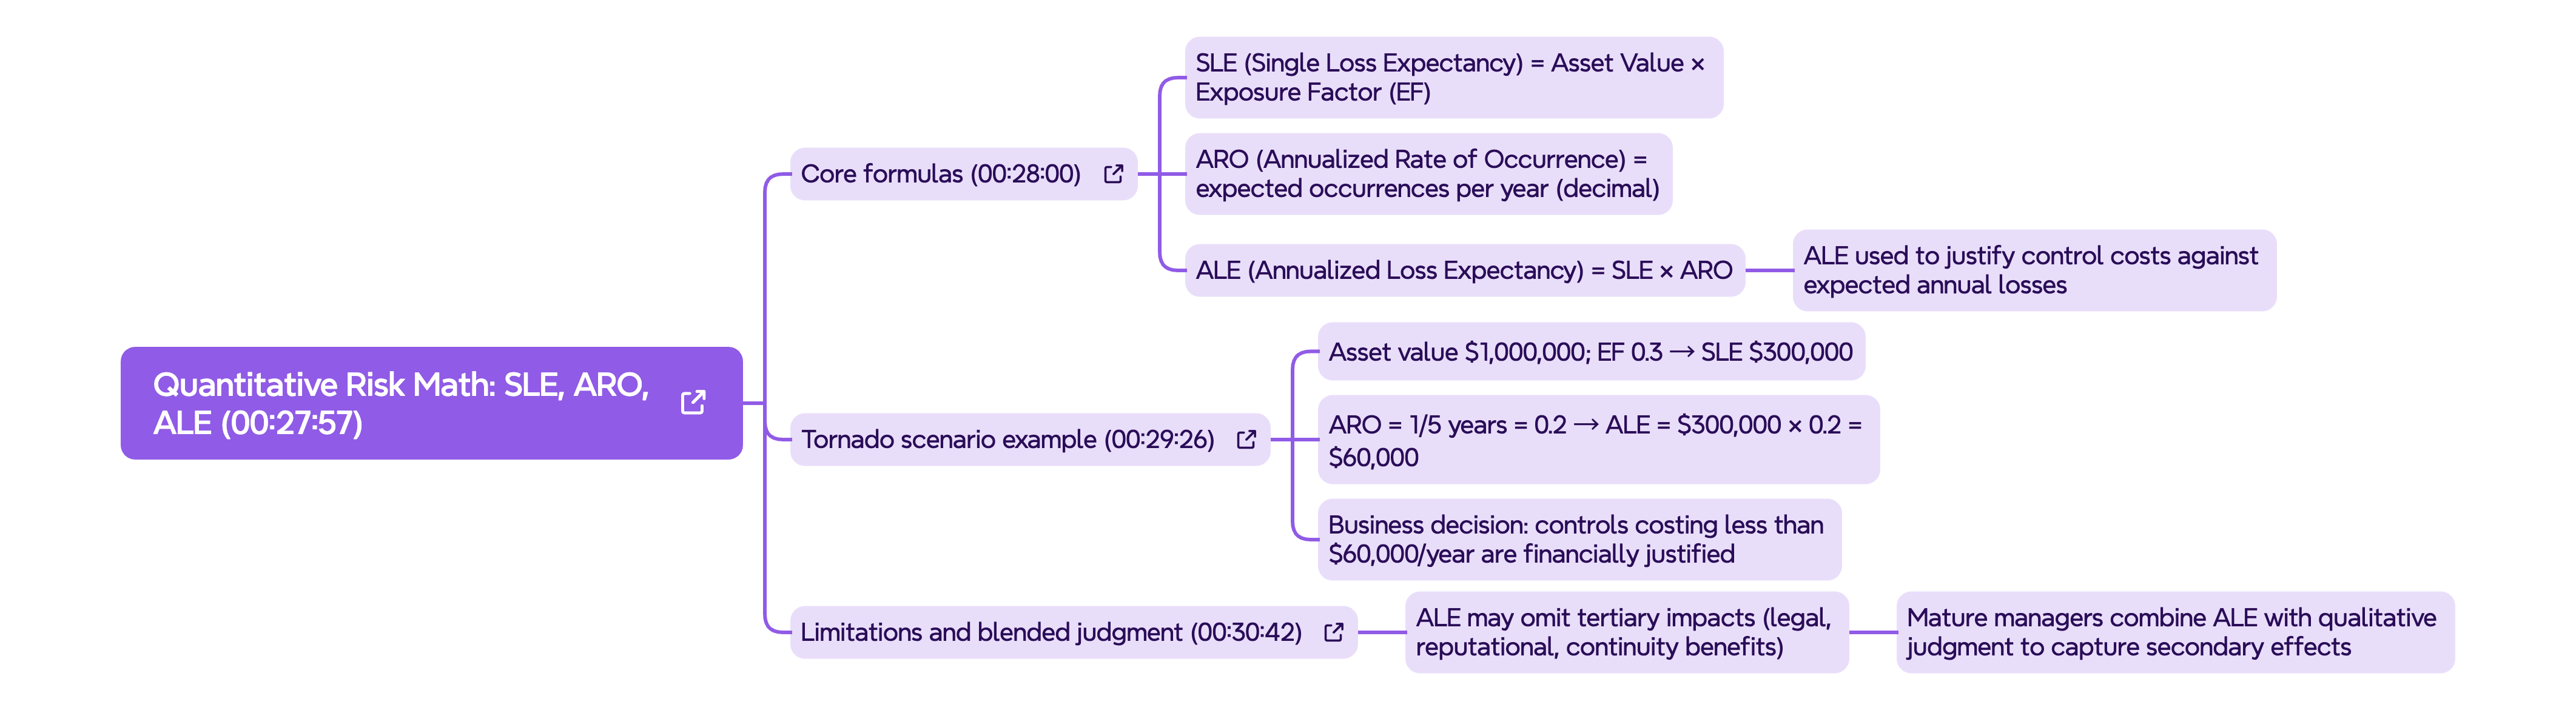 Quantitative Risk Math: SLE, ARO,
ALE (00:27:57)
Core formulas (00:28:00)
SLE (Single Loss Expectancy) = Asset Value ×
Exposure Factor (EF)
ARO (Annualized Rate of Occurrence) =
expected occurrences per year (decimal)
ALE (Annualized Loss Expectancy) = SLE × ARO
ALE used to justify control costs against
expected annual losses
Tornado scenario example (00:29:26)
Asset value $1,000,000; EF 0.3 → SLE $300,000
ARO = 1/5 years = 0.2 → ALE = $300,000 × 0.2 =
$60,000
Business decision: controls costing less than
$60,000/year are financially justified
Limitations and blended judgment (00:30:42)
ALE may omit tertiary impacts (legal,
reputational, continuity benefits)
Mature managers combine ALE with qualitative
judgment to capture secondary effects